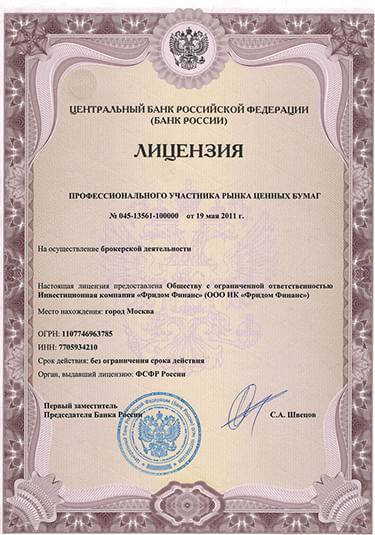 ЦЕНТРАЛЬНЫЙ БАНК РОССИЙСКОЙ ФЕДЕРАЦИИ
(БАНК РОССИИ)
ЛИЦЕНЗИЯ
ПРОФЕССИОНАЛЬНОГО УЧАСТНИКА РЫНКА ЦЕННЫХ БУМАГ
№ 045-13561-100000 от 19 мая 2011 г.
На осуществление брокерской деятельности
Настоящая лицензия предоставлена Обществу с ограниченной ответственностью
Инвестиционная компания «Фридом Финанс» (ООО ИК «Фридом Финанс»)
Место нахождения: город Москва
ОГРН: 1107746963785
ИНН: 7705934210
Срок действия: без ограничения срока действия
Орган, выдавший лицензию: ФСФР России
Первый заместитель
Председателя Банка России
С.А. Швецов